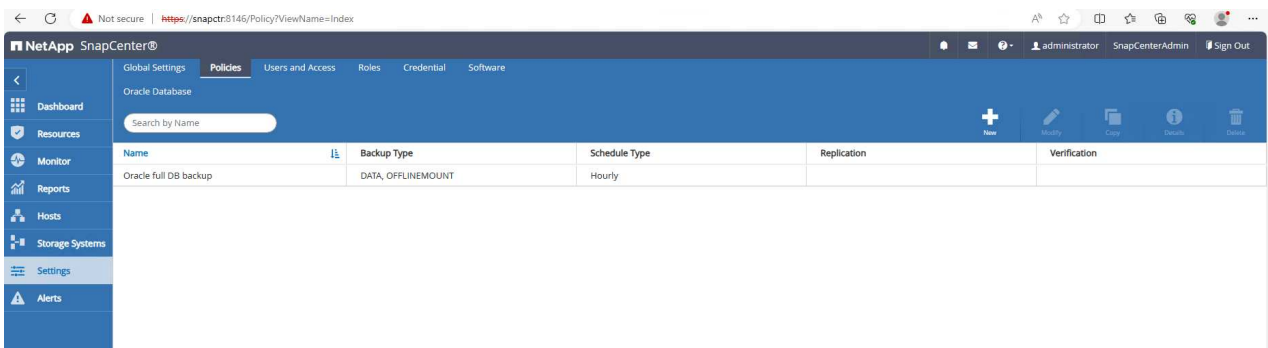 Not secure | https://snapctr:8146/Policy?ViewName=Index
NetApp SnapCenter®
administrator SnapCenterAdmin Sign Out
Global Settings Policies Users and Access Roles Credential Software
Oracle Database
Search by Name
New Modify Copy Details Delete
Name Backup Type Schedule Type Replication Verification
Oracle full DB backup DATA, OFFLINEMOUNT Hourly
Dashboard
Resources
Monitor
Reports
Hosts
Storage Systems
Settings
Alerts